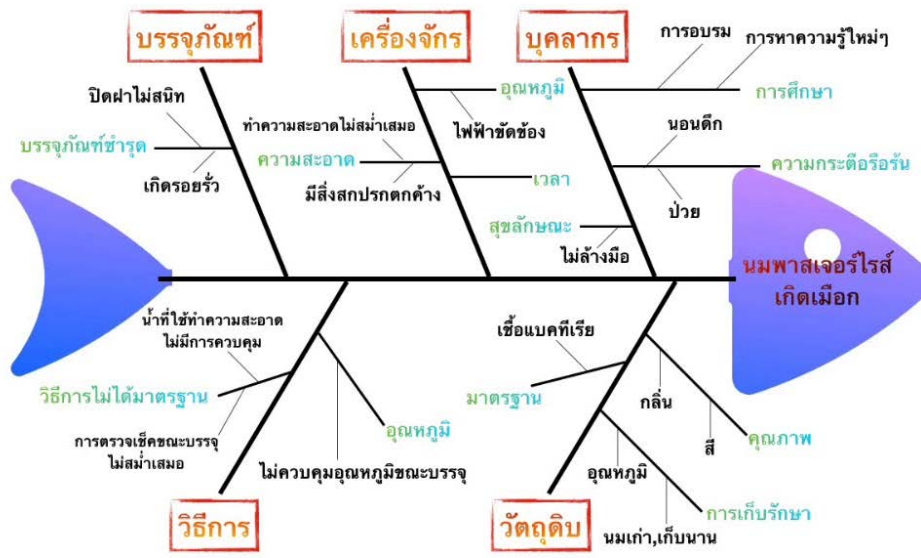 บรรจุภัณฑ์
เครื่องจักร
บุคลากร
การอบรม
การหาความรู้ใหม่ๆ
ปิดฝาไม่สนิท
อุณหภูมิ
การศึกษา
ทำความสะอาดไม่สม่ำเสมอ
ไฟฟ้าขัดข้อง
นอนดึก
บรรจุภัณฑ์ชำรุด
ความสะอาด
ความกระตือรือร้น
เกิดรอยรั่ว
มีสิ่งสกปรกตกค้าง
เวลา
ป่วย
สุขลักษณะ
ไม่ล้างมือ
นมพาสเจอร์ไรส์
เกิดเมือก
น้ำที่ใช้ทำความสะอาด
ไม่มีการควบคุม
เชื้อแบคทีเรีย
วิธีการไม่ได้มาตรฐาน
มาตรฐาน
กลิ่น
อุณหภูมิ
สี
คุณภาพ
การตรวจเช็คขณะบรรจุ
ไม่สม่ำเสมอ
ไม่ควบคุมอุณหภูมิขณะบรรจุ
อุณหภูมิ
การเก็บรักษา
นมเก่า,เก็บนาน
วิธีการ
วัตถุดิบ